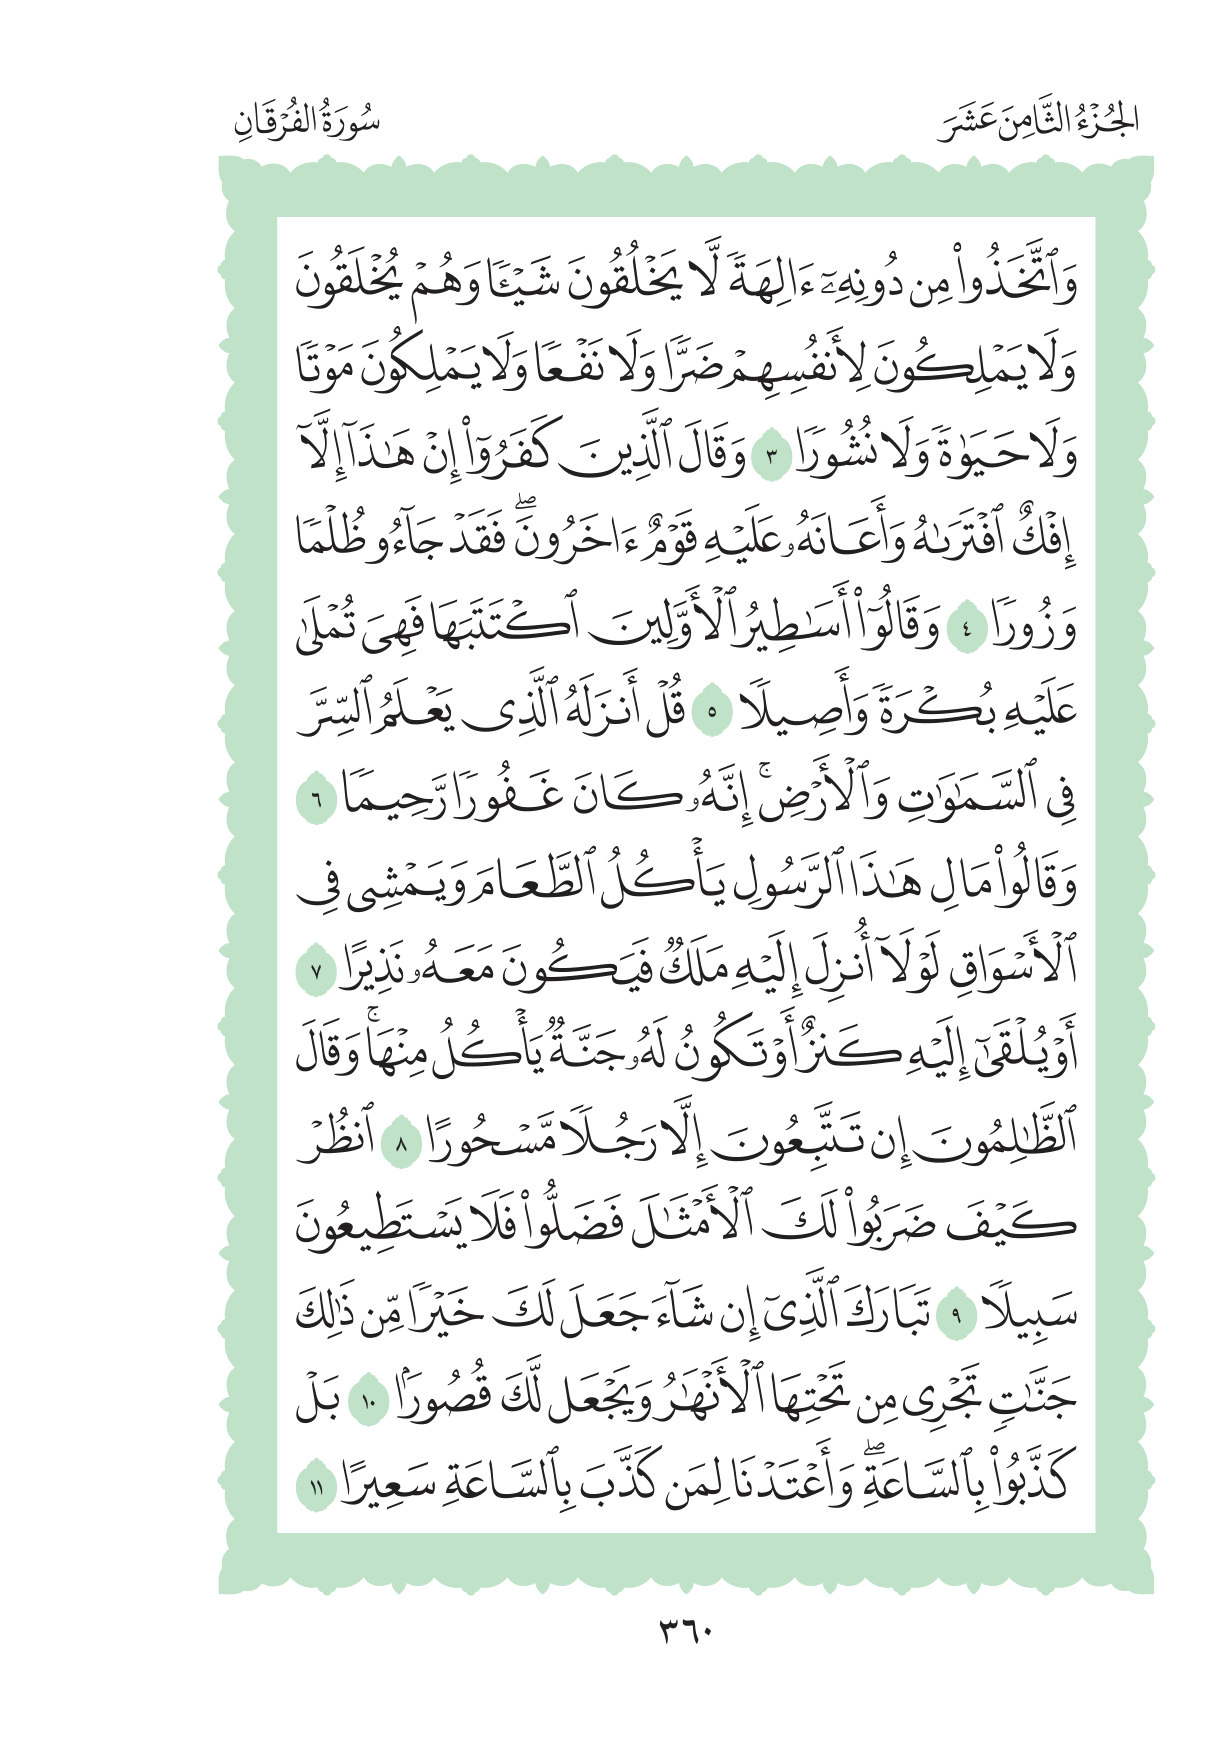 الجُزْءُ الثَّامِنَ عَشَرَ
سُورَةُ الفُرْقَانِ
وَٱتَّخَذُوا۟ مِن دُونِهِۦٓ ءَالِهَةً لَّا يَخْلُقُونَ شَيْـًٔا وَهُمْ يُخْلَقُونَ
وَلَا يَمْلِكُونَ لِأَنفُسِهِمْ ضَرًّا وَلَا نَفْعًا وَلَا يَمْلِكُونَ مَوْتًا
وَلَا حَيَوٰةً وَلَا نُشُورًا ٣ وَقَالَ ٱلَّذِينَ كَفَرُوٓا۟ إِنْ هَـٰذَآ إِلَّآ
إِفْكٌ ٱفْتَرَىٰهُ وَأَعَانَهُۥ عَلَيْهِ قَوْمٌ ءَاخَرُونَ ۖ فَقَدْ جَآءُو ظُلْمًا
وَزُورًا ٤ وَقَالُوٓا۟ أَسَـٰطِيرُ ٱلْأَوَّلِينَ ٱكْتَتَبَهَا فَهِىَ تُمْلَىٰ
عَلَيْهِ بُكْرَةً وَأَصِيلًا ٥ قُلْ أَنزَلَهُ ٱلَّذِى يَعْلَمُ ٱلسِّرَّ
فِى ٱلسَّمَـٰوَٰتِ وَٱلْأَرْضِ ۚ إِنَّهُۥ كَانَ غَفُورًا رَّحِيمًا ٦
وَقَالُوا۟ مَالِ هَـٰذَا ٱلرَّسُولِ يَأْكُلُ ٱلطَّعَامَ وَيَمْشِى فِى
ٱلْأَسْوَاقِ لَوْلَآ أُنزِلَ إِلَيْهِ مَلَكٌ فَيَكُونَ مَعَهُۥ نَذِيرًا ٧
أَوْ يُلْقَىٰٓ إِلَيْهِ كَنزٌ أَوْ تَكُونُ لَهُۥ جَنَّةٌ يَأْكُلُ مِنْهَا ۚ وَقَالَ
ٱلظَّـٰلِمُونَ إِن تَتَّبِعُونَ إِلَّا رَجُلًا مَّسْحُورًا ٨ ٱنظُرْ
كَيْفَ ضَرَبُوا۟ لَكَ ٱلْأَمْثَـٰلَ فَضَلُّوا۟ فَلَا يَسْتَطِيعُونَ
سَبِيلًا ٩ تَبَارَكَ ٱلَّذِىٓ إِن شَآءَ جَعَلَ لَكَ خَيْرًا مِّن ذَٰلِكَ
جَنَّـٰتٍ تَجْرِى مِن تَحْتِهَا ٱلْأَنْهَـٰرُ وَيَجْعَل لَّكَ قُصُورًۢا ١٠ بَلْ
كَذَّبُوا۟ بِٱلسَّاعَةِ ۖ وَأَعْتَدْنَا لِمَن كَذَّبَ بِٱلسَّاعَةِ سَعِيرًا ١١
٣٦٠